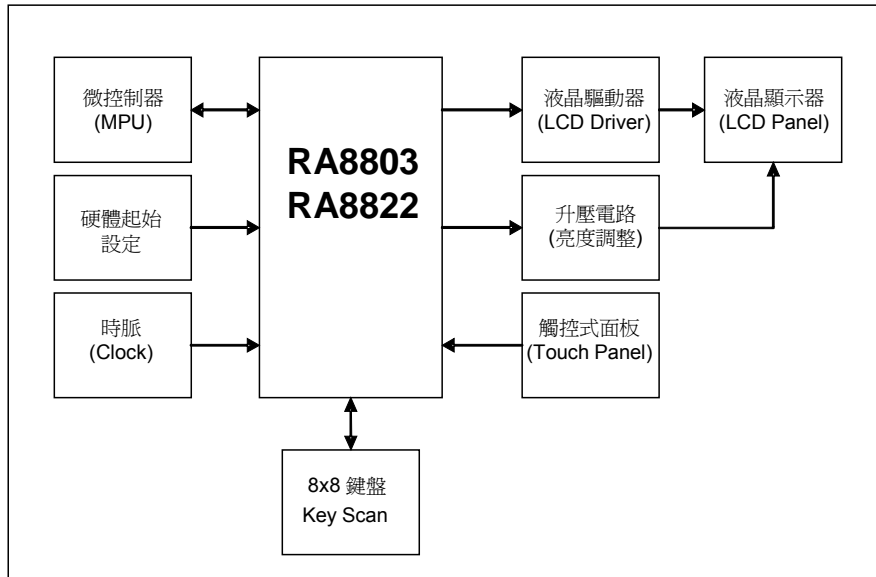 微控制器
(MPU)
硬體起始
設定
時脈
(Clock)
RA8803
RA8822
液晶驅動器
(LCD Driver)
液晶顯示器
(LCD Panel)
升壓電路
(亮度調整)
觸控式面板
(Touch Panel)
8x8 鍵盤
Key Scan